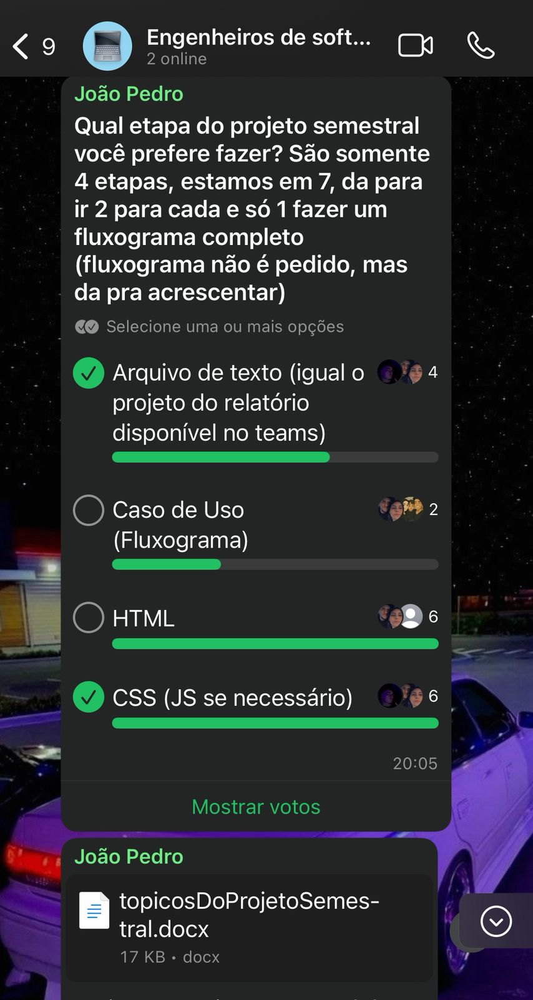 9
Engenheiros de soft...
2 online
João Pedro
Qual etapa do projeto semestral
você prefere fazer? São somente
4 etapas, estamos em 7, da para
ir 2 para cada e só 1 fazer um
fluxograma completo
(fluxograma não é pedido, mas
da pra acrescentar)
Selecione uma ou mais opções
Arquivo de texto (igual o
projeto do relatório
disponível no teams)
4
Caso de Uso
(Fluxograma)
2
HTML
6
CSS (JS se necessário)
6
20:05
Mostrar votos
João Pedro
topicosDoProjetoSemes-
tral.docx
17 KB • docx